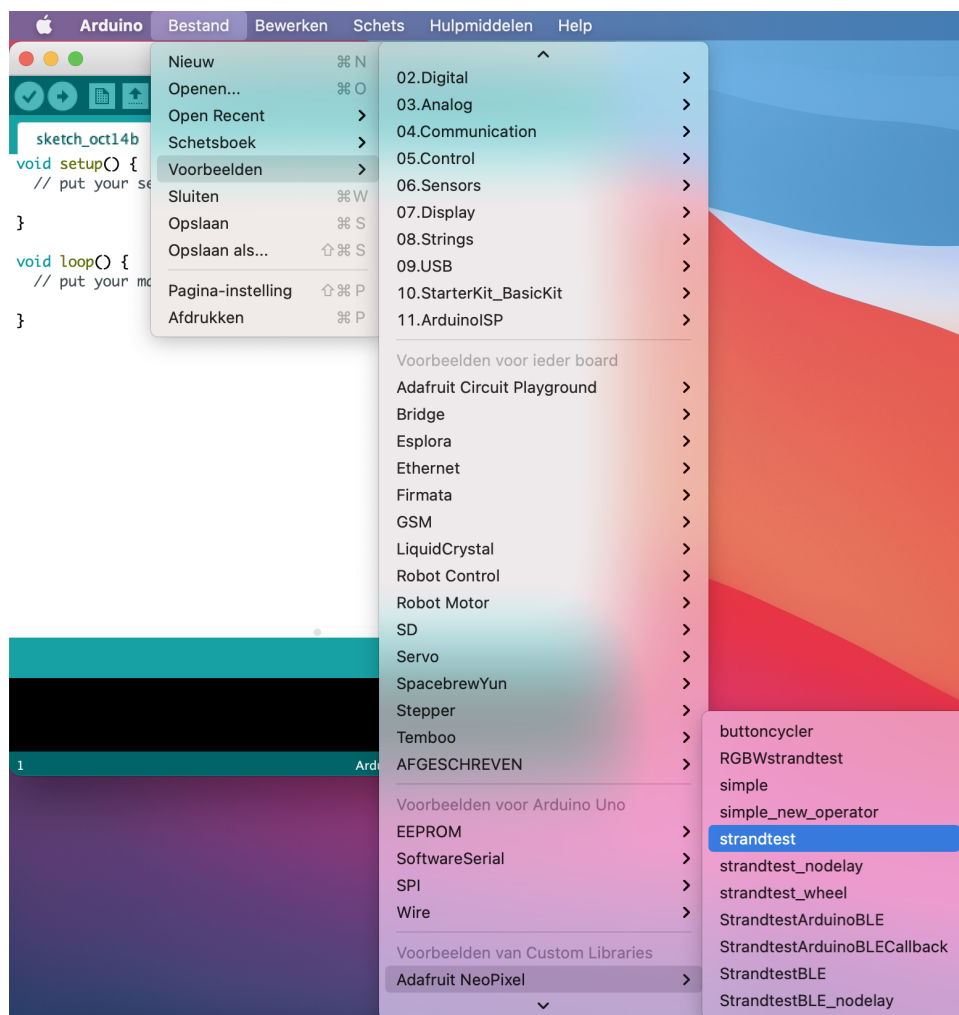 Arduino Bestand Bewerken Schets Hulpmiddelen Help
sketch_oct14b
void setup() {
// put your se
}
void loop() {
// put your
}
1
Nieuw ⌘ N
Openen... ⌘ O
Open Recent
Schetsboek
Voorbeelden
Sluiten ⌘ W
Opslaan ⌘ S
Opslaan als... ⇧ ⌘ S
Pagina-instelling ⇧ ⌘ P
Afdrukken ⌘ P
02.Digital
03.Analog
04.Communication
05.Control
06.Sensors
07.Display
08.Strings
09.USB
10.StarterKit_BasicKit
11.ArduinoISP
Voorbeelden voor ieder board
Adafruit Circuit Playground
Bridge
Esplora
Ethernet
Firmata
GSM
LiquidCrystal
Robot Control
Robot Motor
SD
Servo
SpacebrewYun
Stepper
Temboo
AFGESCHREVEN
Voorbeelden voor Arduino Uno
EEPROM
SoftwareSerial
SPI
Wire
Voorbeelden van Custom Libraries
Adafruit NeoPixel
buttoncycler
RGBWstrandtest
simple
simple_new_operator
strandtest
strandtest_nodelay
strandtest_wheel
StrandtestArduinoBLE
StrandtestArduinoBLECallback
StrandtestBLE
StrandtestBLE_nodelay